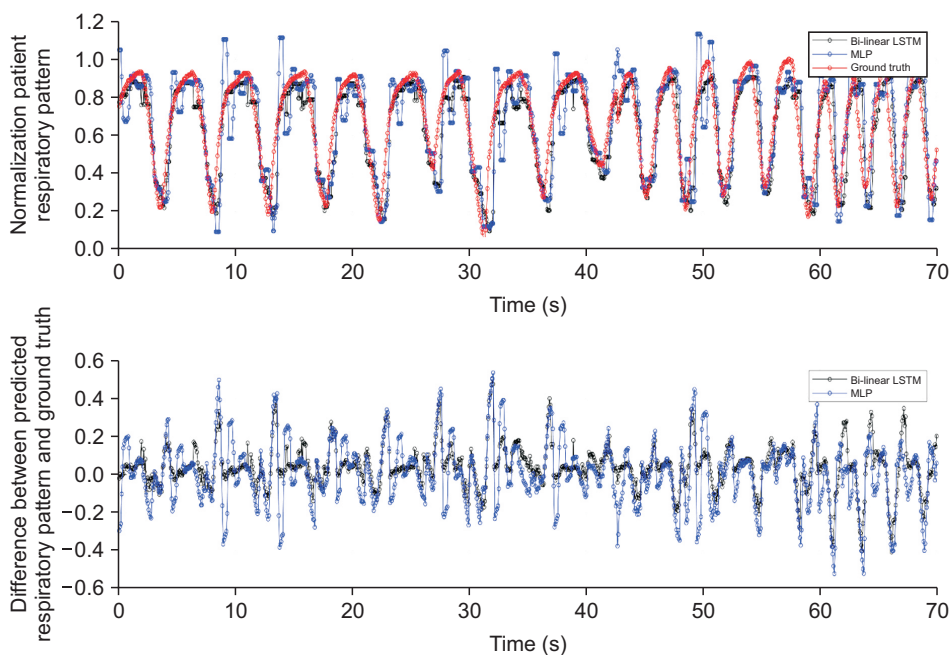 Normalization patient
respiratory pattern
1.2
1.0
0.8
0.6
0.4
0.2
0.0
Bi-linear LSTM
MLP
Ground truth
0 10 20 30 40 50 60 70
Time (s)
Difference between predicted
respiratory pattern and ground truth
0.6
0.4
0.2
0.0
−0.2
−0.4
−0.6
Bi-linear LSTM
MLP
0 10 20 30 40 50 60 70
Time (s)